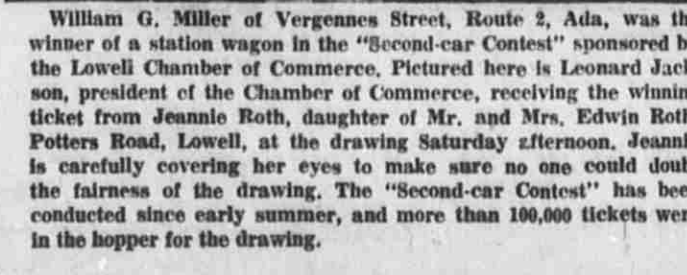 William G. Miller of Vergennes Street, Route 2, Ada, was th
winner of a station wagon in the "Second-car Contest" sponsored b
the Lowell Chamber of Commerce. Pictured here is Leonard Jack
son, president of the Chamber of Commerce, receiving the winnin
ticket from Jeannie Roth, daughter of Mr. and Mrs. Edwin Roth
Potters Road, Lowell, at the drawing Saturday afternoon. Jeanni
is carefully covering her eyes to make sure no one could doub
the fairness of the drawing. The "Second-car Contest" has bee
conducted since early summer, and more than 100,000 tickets wer
in the hopper for the drawing.